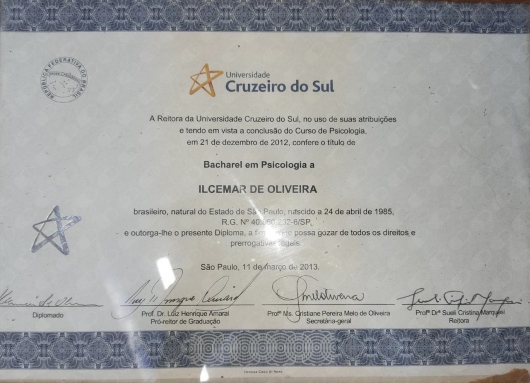 REPÚBLICA FEDERATIVA DO BRASIL
Universidade
Cruzeiro do Sul
A Reitora da Universidade Cruzeiro do Sul, no uso de suas atribuições
e tendo em vista a conclusão do Curso de Psicologia,
em 21 de dezembro de 2012, confere o título de
Bacharel em Psicologia a
ILCEMAR DE OLIVEIRA
brasileiro, natural do Estado de São Paulo, nascido a 24 de abril de 1985,
R.G. Nº
e outorga-lhe o presente Diploma, a fim de que possa gozar de todos os direitos e
prerrogativas legais.
São Paulo, 11 de março de 2013.
Diplomado
Prof. Dr. Luiz Henrique Amaral
Pró-reitor de Graduação
Profª Ms. Cristiane Pereira Melo de Oliveira
Secretária-geral
Profª Drª Sueli Cristina Marquesi
Reitora